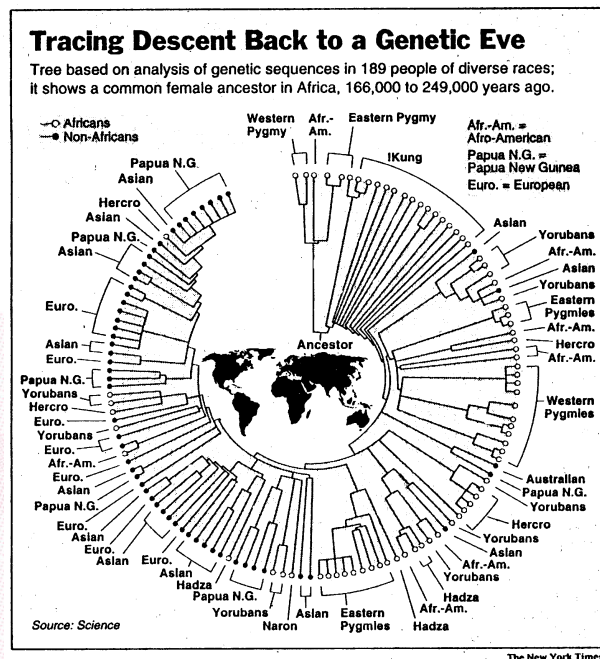 Tracing Descent Back to a Genetic Eve
Tree based on analysis of genetic sequences in 189 people of diverse races;
it shows a common female ancestor in Africa, 166,000 to 249,000 years ago.
Africans
Non-Africans
Afr.-Am. =
Afro-American
Papua N.G. =
Papua New Guinea
Euro. = European
Western
Pygmy
Afr.-
Am.
Eastern Pygmy
!Kung
Asian
Yorubans
Afr.-Am.
Asian
Yorubans
Eastern
Pygmies
Afr.-Am.
Hercro
Afr.-Am.
Western
Pygmies
Australian
Papua N.G.
Yorubans
Hercro
Yorubans
Asian
Afr.-Am.
Yorubans
Hadza
Afr.-Am.
Hadza
Eastern
Pygmies
Asian
Naron
Yorubans
Papua N.G.
Hadza
Asian
Euro.
Asian
Euro.
Asian
Euro.
Papua N.G.
Asian
Euro.
Afr.-Am.
Euro.
Yorubans
Euro.
Hercro
Yorubans
Papua N.G.
Euro.
Asian
Euro.
Asian
Papua N.G.
Asian
Hercro
Asian
Papua N.G.
Ancestor
Source: Science
The New York Times